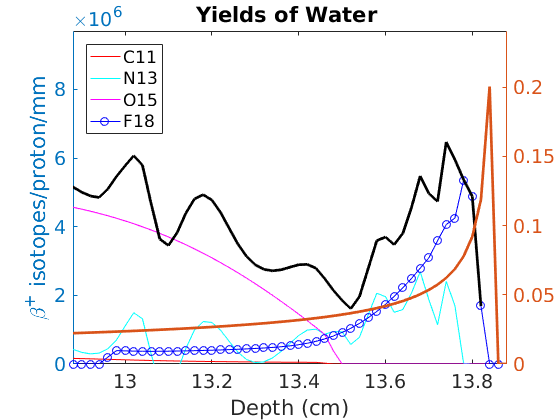 Yields of Water
×10⁶
C11
N13
O15
F18
β⁺ isotopes/proton/mm
8
6
4
2
0
0.2
0.15
0.1
0.05
0
13
13.2
13.4
13.6
13.8
Depth (cm)